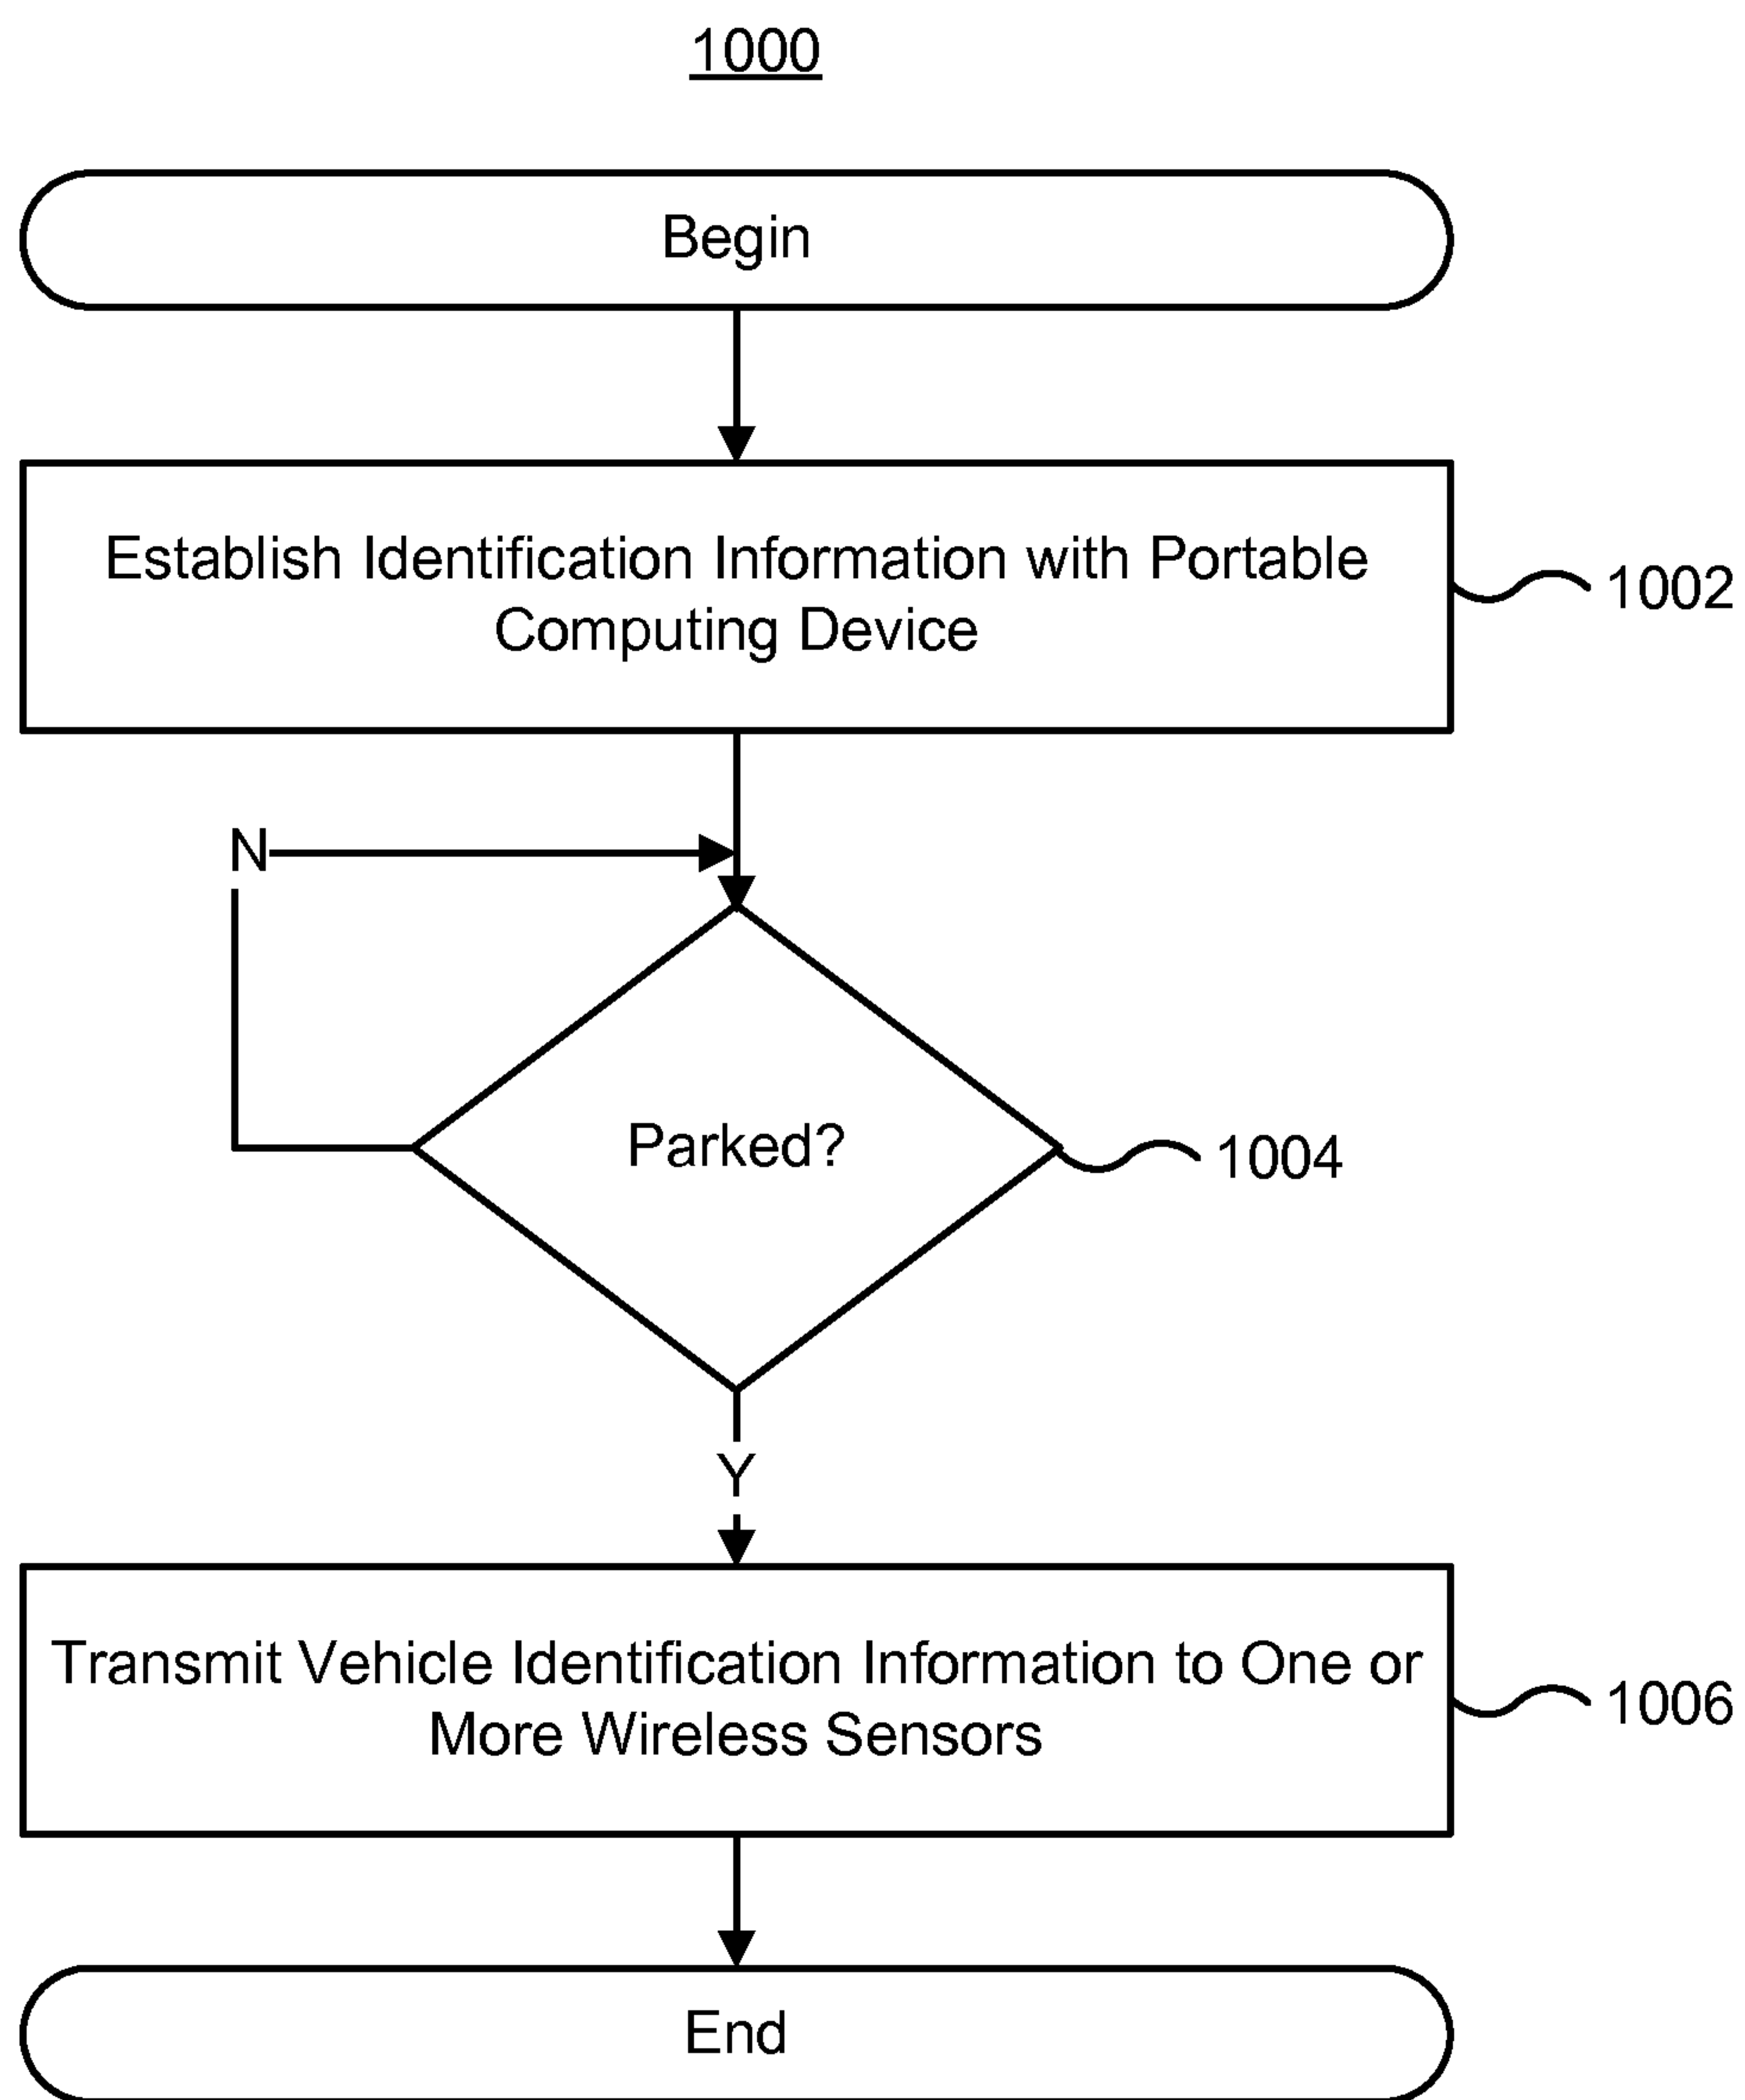 1000
Begin
Establish Identification Information with Portable
Computing Device
1002
N
Parked?
1004
Y
Transmit Vehicle Identification Information to One or
More Wireless Sensors
1006
End